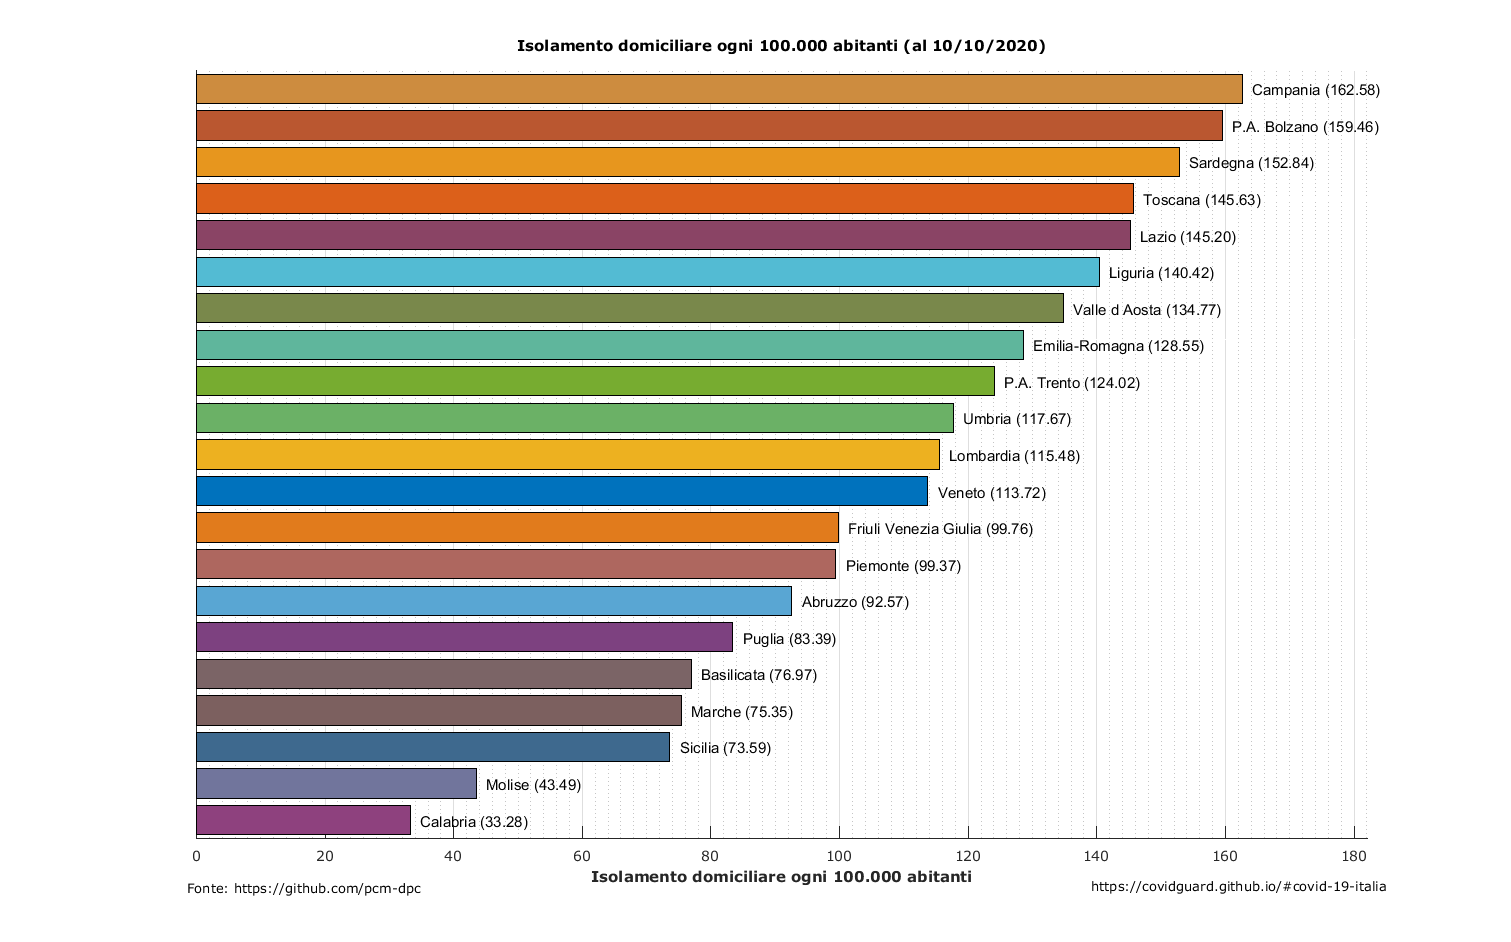 Isolamento domiciliare ogni 100.000 abitanti (al 10/10/2020)
Campania (162.58)
P.A. Bolzano (159.46)
Sardegna (152.84)
Toscana (145.63)
Lazio (145.20)
Liguria (140.42)
Valle d Aosta (134.77)
Emilia-Romagna (128.55)
P.A. Trento (124.02)
Umbria (117.67)
Lombardia (115.48)
Veneto (113.72)
Friuli Venezia Giulia (99.76)
Piemonte (99.37)
Abruzzo (92.57)
Puglia (83.39)
Basilicata (76.97)
Marche (75.35)
Sicilia (73.59)
Molise (43.49)
Calabria (33.28)
0 20 40 60 80 100 120 140 160 180
Isolamento domiciliare ogni 100.000 abitanti
Fonte: https://github.com/pcm-dpc
https://covidguard.github.io/#covid-19-italia